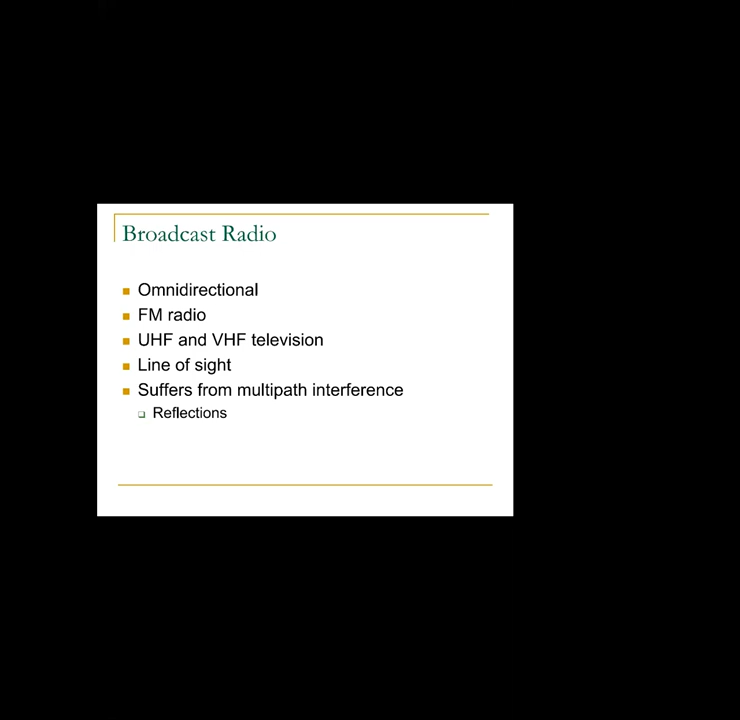 Broadcast Radio
Omnidirectional
FM radio
UHF and VHF television
Line of sight
Suffers from multipath interference
Reflections